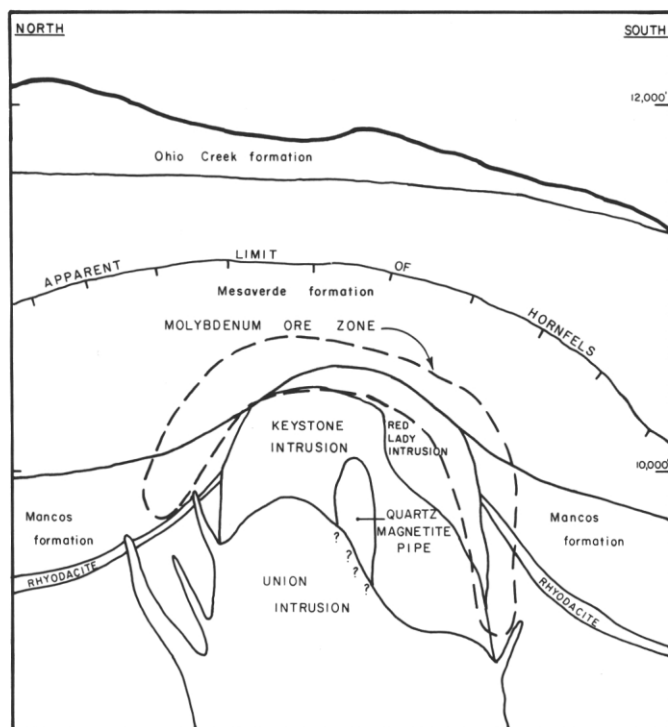 NORTH
SOUTH
12,000'
Ohio Creek formation
APPARENT LIMIT OF HORNFELS
Mesaverde formation
MOLYBDENUM ORE ZONE
KEYSTONE
INTRUSION
RED
LADY
INTRUSION
10,000'
Mancos
formation
QUARTZ
MAGNETITE
PIPE
Mancos
formation
RHYODACITE
RHYODACITE
?
?
?
?
UNION
INTRUSION